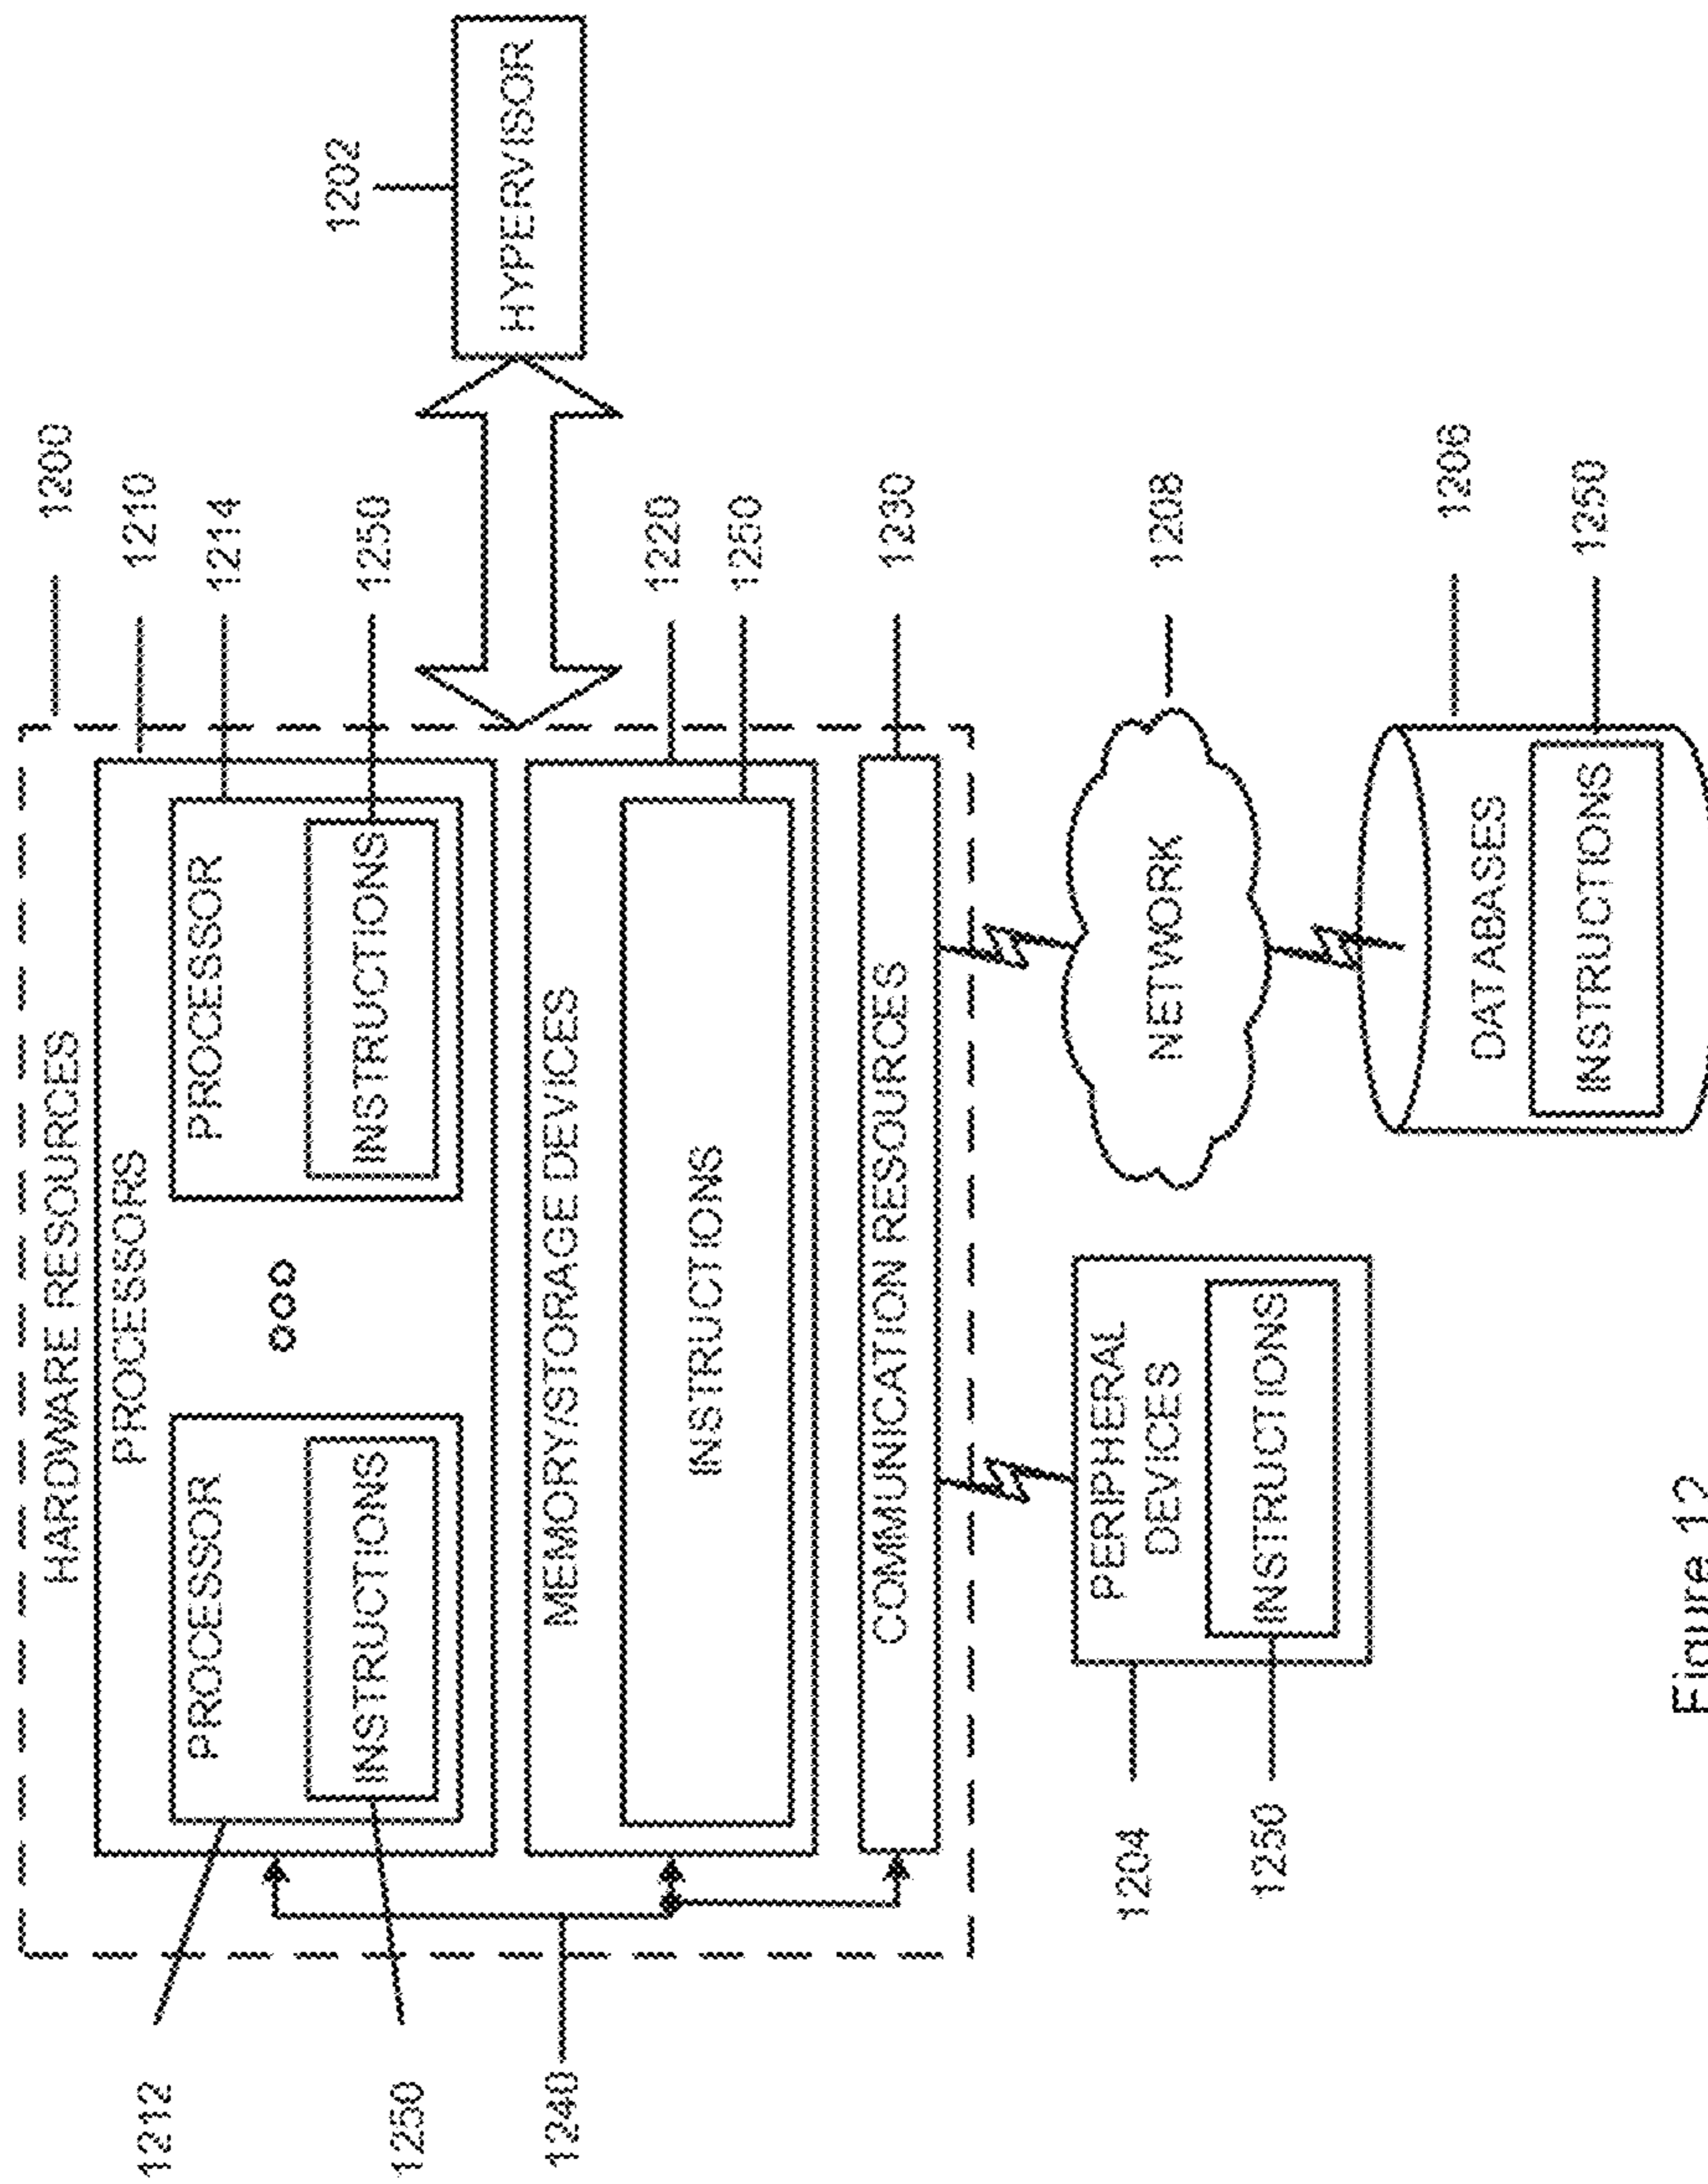 HARDWARE RESOURCES
1200
PROCESSORS
1210
1212
PROCESSOR
PROCESSOR
1214
1250
INSTRUCTIONS
INSTRUCTIONS
1250
1202
HYPERVISOR
1240
MEMORY/STORAGE DEVICES
1220
INSTRUCTIONS
1250
COMMUNICATION RESOURCES
1230
1204
PERIPHERAL
DEVICES
1250
INSTRUCTIONS
NETWORK
1208
DATABASES
1206
INSTRUCTIONS
1250
Figure 12